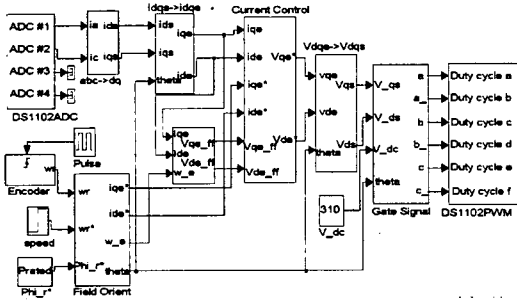 Idqs->Idqe
Current Control
ADC #1
ADC #2
ADC #3
ADC #4
DS1102ADC
ia
ic
ids
iqs
abc->dq
ids
iqs
theta
iqe
ide
iqe
ide
iqe*
ide*
Vqe_ff
Vde_ff
Vqe*
Vde*
Vdqe->Vdqs
vqe
vde
theta
Vqs
Vds
V_qs
V_ds
V_dc
theta
a
a_
b
b_
c
c_
Gate Signal
Duty cycle a
Duty cycle b
Duty cycle c
Duty cycle d
Duty cycle e
Duty cycle f
DS1102PWM
iqe
ide
w_e
Vqe_ff
Vde_ff
Pulse
Encoder
wr
speed
Prated
Phi_r*
wr
wr*
Phi_r*
iqe*
ide*
w_e
theta
Field Orient
310
V_dc